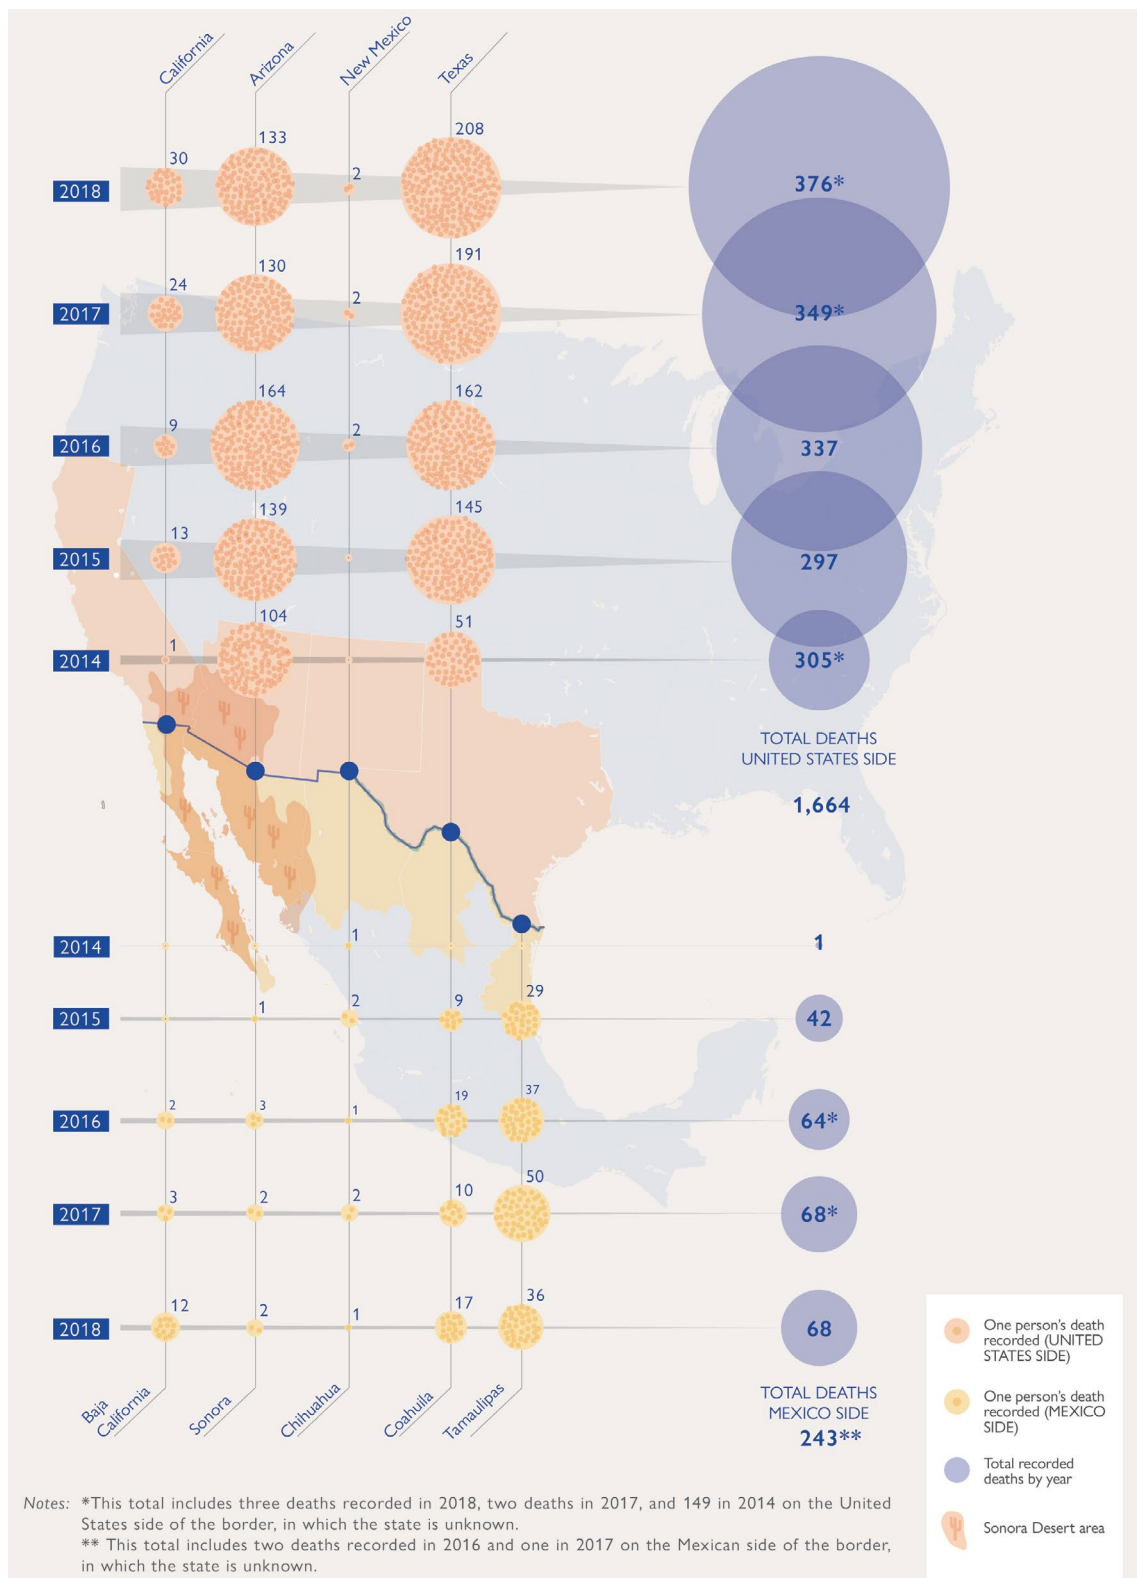 California
Arizona
New Mexico
Texas
2018
30
133
2
208
376*
2017
24
130
2
191
349*
2016
9
164
2
162
337
2015
13
139
145
297
2014
1
104
51
305*
TOTAL DEATHS
UNITED STATES SIDE
1,664
2014
1
1
2015
1
2
9
29
42
2016
2
3
1
19
37
64*
2017
3
2
2
10
50
68*
2018
12
2
1
17
36
68
Baja
California
Sonora
Chihuahua
Coahuila
Tamaulipas
TOTAL DEATHS
MEXICO SIDE
243**
One person's death
recorded (UNITED
STATES SIDE)
One person's death
recorded (MEXICO
SIDE)
Total recorded
deaths by year
Sonora Desert area
Notes: *This total includes three deaths recorded in 2018, two deaths in 2017, and 149 in 2014 on the United
States side of the border, in which the state is unknown.
** This total includes two deaths recorded in 2016 and one in 2017 on the Mexican side of the border,
in which the state is unknown.